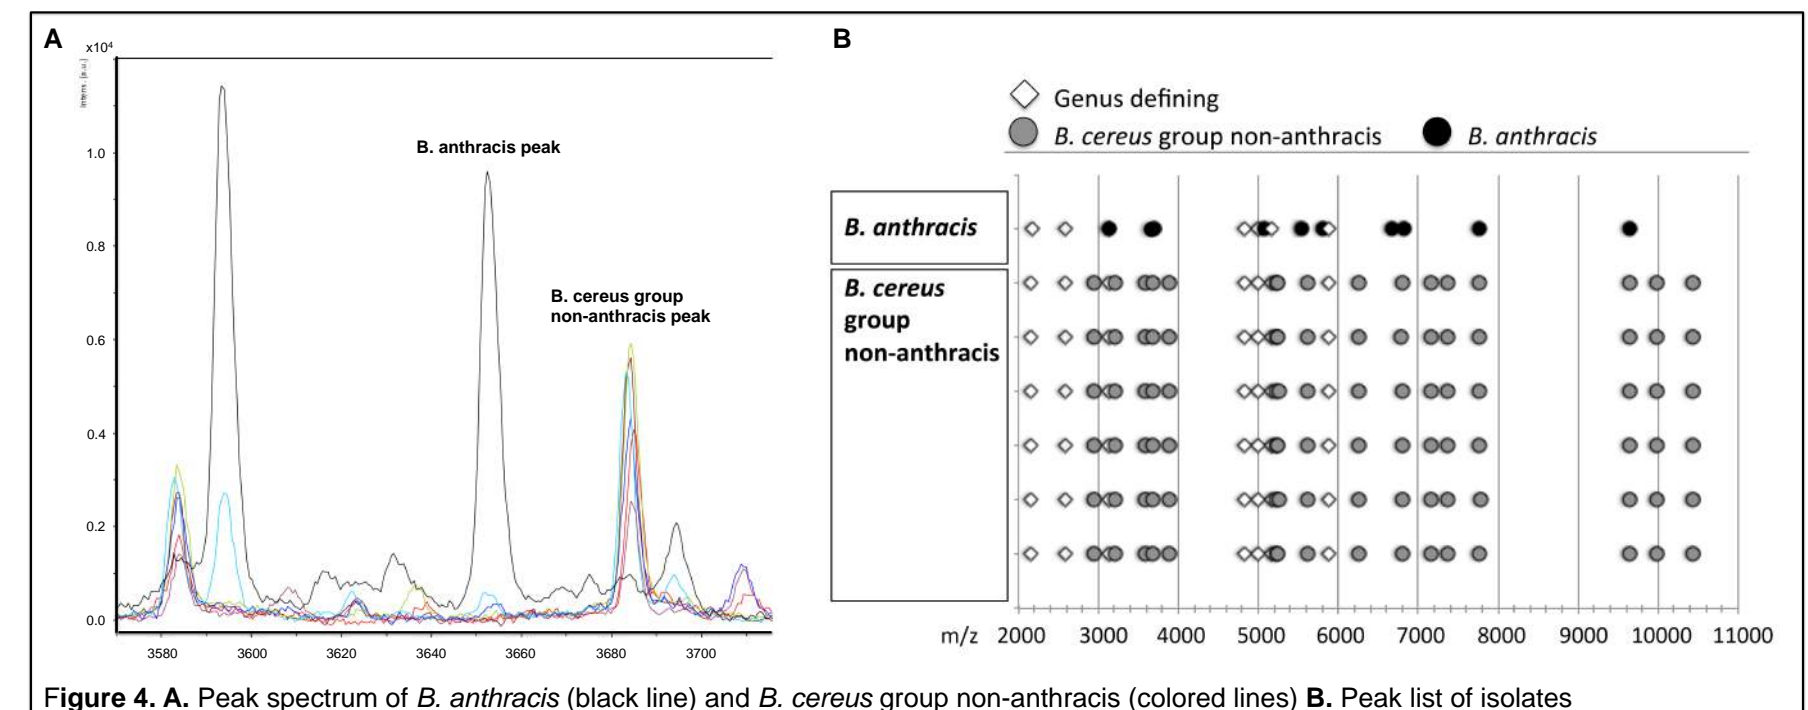 A
x10⁴
Intens. [a.u.]
1.0
0.8
0.6
0.4
0.2
0.0
B. anthracis peak
B. cereus group
non-anthracis peak
3580 3600 3620 3640 3660 3680 3700
B
Genus defining
B. cereus group non-anthracis B. anthracis
B. anthracis
B. cereus
group
non-anthracis
m/z 2000 3000 4000 5000 6000 7000 8000 9000 10000 11000
Figure 4. A. Peak spectrum of B. anthracis (black line) and B. cereus group non-anthracis (colored lines) B. Peak list of isolates